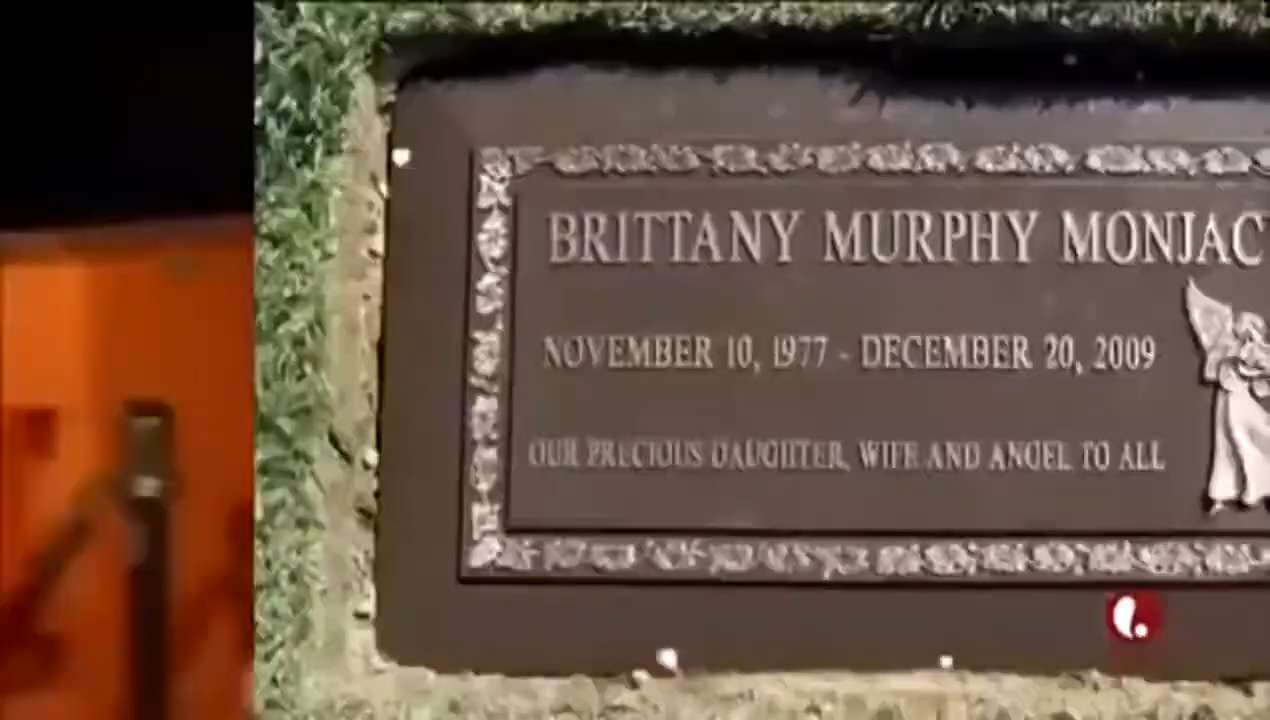 BRITTANY MURPHY MONJAC
NOVEMBER 10, 1977 - DECEMBER 20, 2009
OUR PRECIOUS DAUGHTER, WIFE AND ANGEL TO ALL